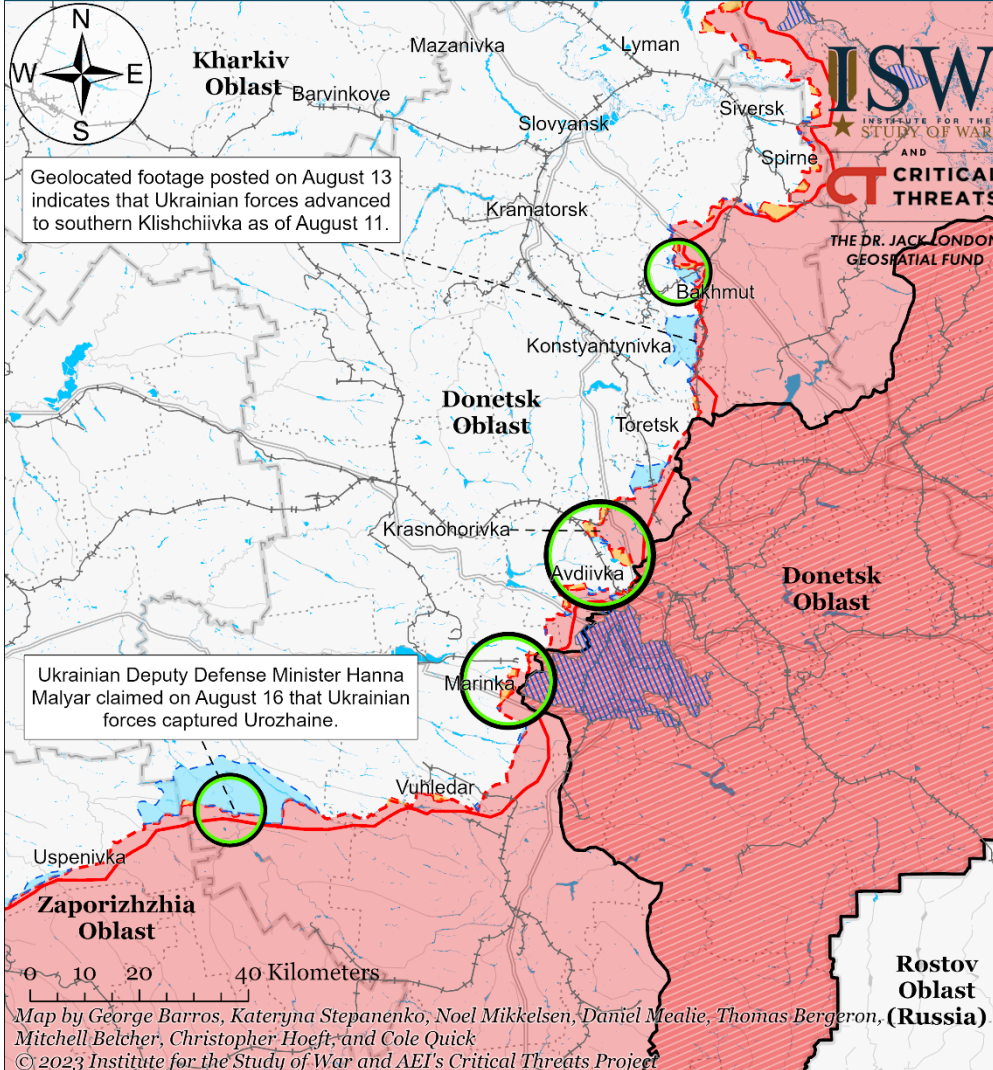 N
W
E
S
Kharkiv
Oblast
Mazanivka
Lyman
Barvinkove
Slovyansk
Siversk
Spirne
ISW
INSTITUTE FOR THE
STUDY OF WAR
AND
CT CRITICAL
THREATS
THE DR. JACK LONDON
GEOSPATIAL FUND
Geolocated footage posted on August 13
indicates that Ukrainian forces advanced
to southern Klishchiivka as of August 11.
Kramatorsk
Bakhmut
Konstyantynivka
Donetsk
Oblast
Toretsk
Krasnohorivka
Avdiivka
Donetsk
Oblast
Marinka
Ukrainian Deputy Defense Minister Hanna
Malyar claimed on August 16 that Ukrainian
forces captured Urozhaine.
Vuhledar
Uspenivka
Zaporizhzhia
Oblast
Rostov
Oblast
(Russia)
0 10 20 40 Kilometers
Map by George Barros, Kateryna Stepanenko, Noel Mikkelsen, Daniel Mealie, Thomas Bergeron,
Mitchell Belcher, Christopher Hoeft, and Cole Quick
© 2023 Institute for the Study of War and AEI's Critical Threats Project